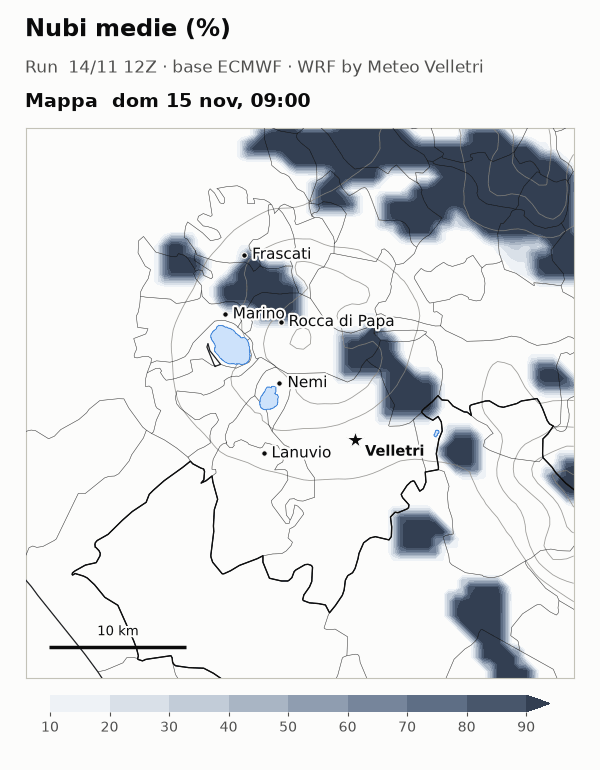 Nubi medie (%)
Run  14/11 12Z · base ECMWF · WRF by Meteo Velletri
Mappa  dom 15 nov, 09:00
Frascati
Marino
Rocca di Papa
Nemi
Velletri
Lanuvio
10 km
10 20 30 40 50 60 70 80 90